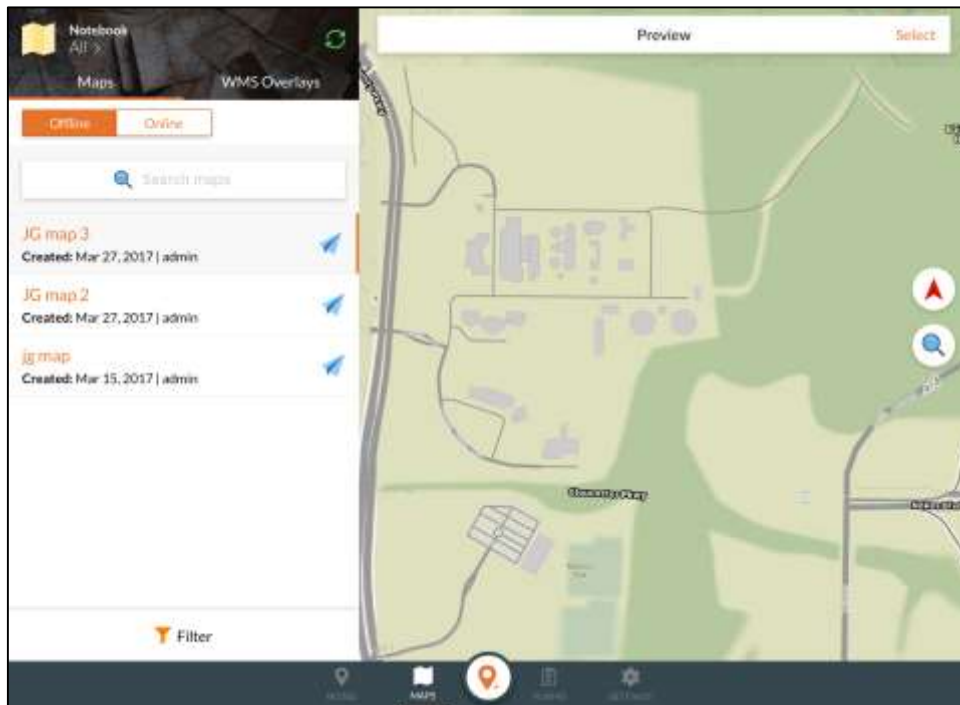 Notebook
All >
Preview
Select
Maps
WMS Overlays
Offline
Online
Search maps
JG map 3
Created: Mar 27, 2017 | admin
JG map 2
Created: Mar 27, 2017 | admin
jg map
Created: Mar 15, 2017 | admin
Filter
MAPS